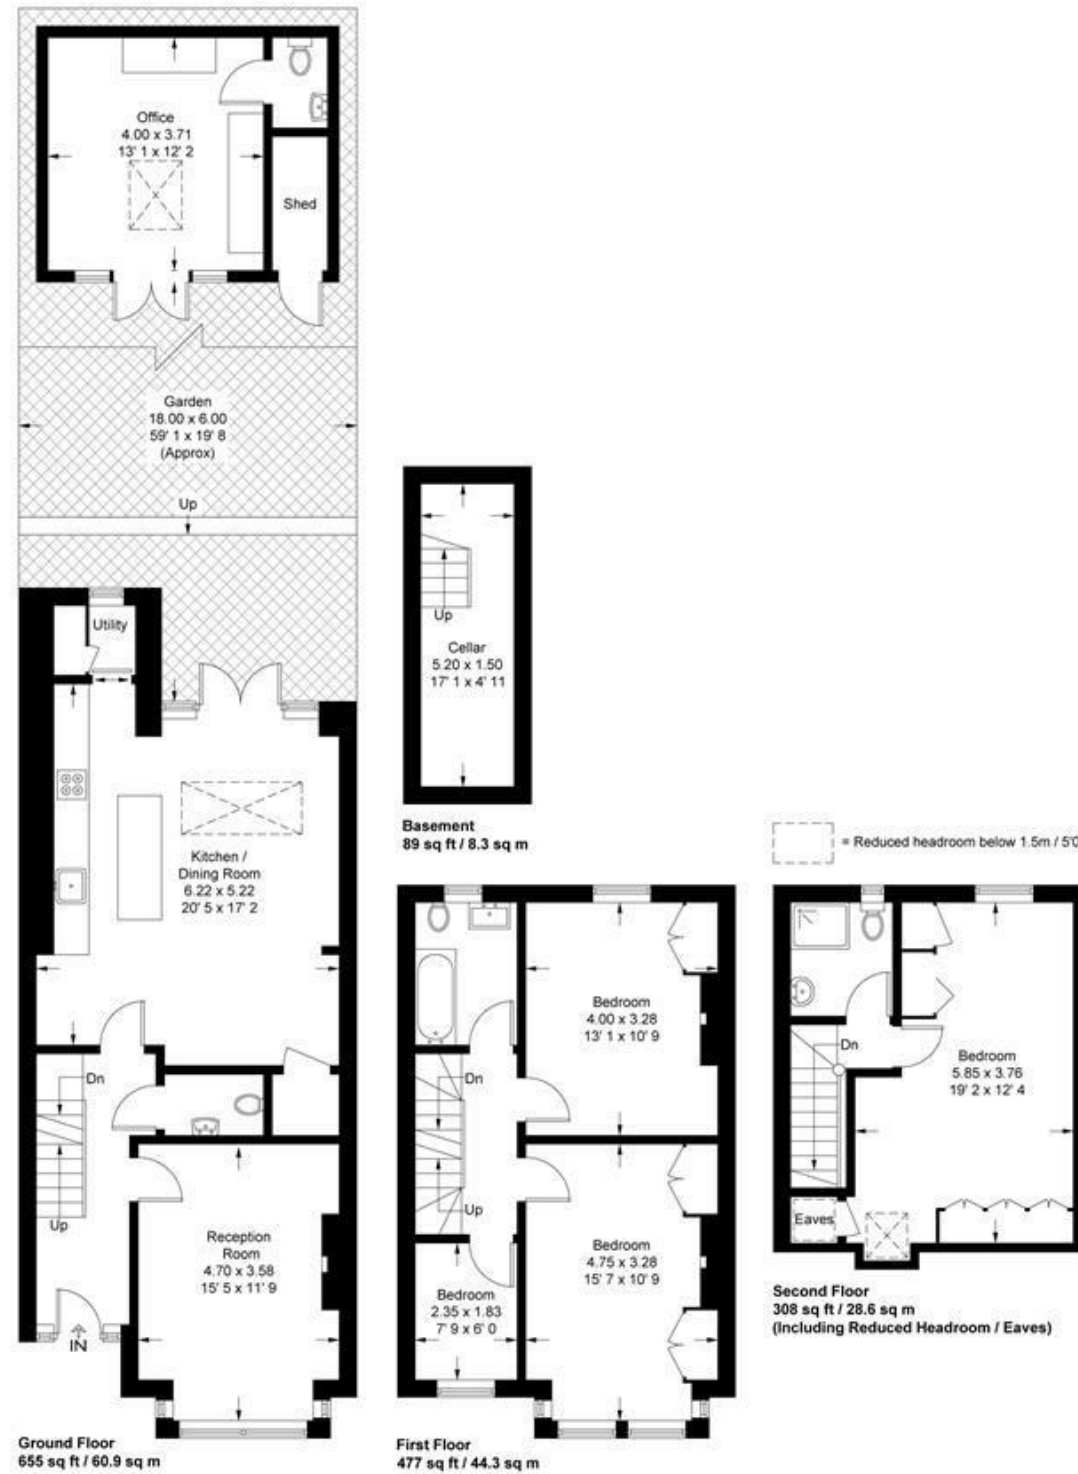 Office
4.00 x 3.71
13' 1 x 12' 2
Shed
Garden
18.00 x 6.00
59' 1 x 19' 8
(Approx)
Up
Utility
Kitchen /
Dining Room
6.22 x 5.22
20' 5 x 17' 2
Dn
Up
Reception
Room
4.70 x 3.58
15' 5 x 11' 9
IN
Ground Floor
655 sq ft / 60.9 sq m
Up
Cellar
5.20 x 1.50
17' 1 x 4' 11
Basement
89 sq ft / 8.3 sq m
Bedroom
4.00 x 3.28
13' 1 x 10' 9
Dn
Up
Bedroom
4.75 x 3.28
15' 7 x 10' 9
Bedroom
2.35 x 1.83
7' 9 x 6' 0
First Floor
477 sq ft / 44.3 sq m
= Reduced headroom below 1.5m / 5'0
Dn
Bedroom
5.85 x 3.76
19' 2 x 12' 4
Eaves
Second Floor
308 sq ft / 28.6 sq m
(Including Reduced Headroom / Eaves)